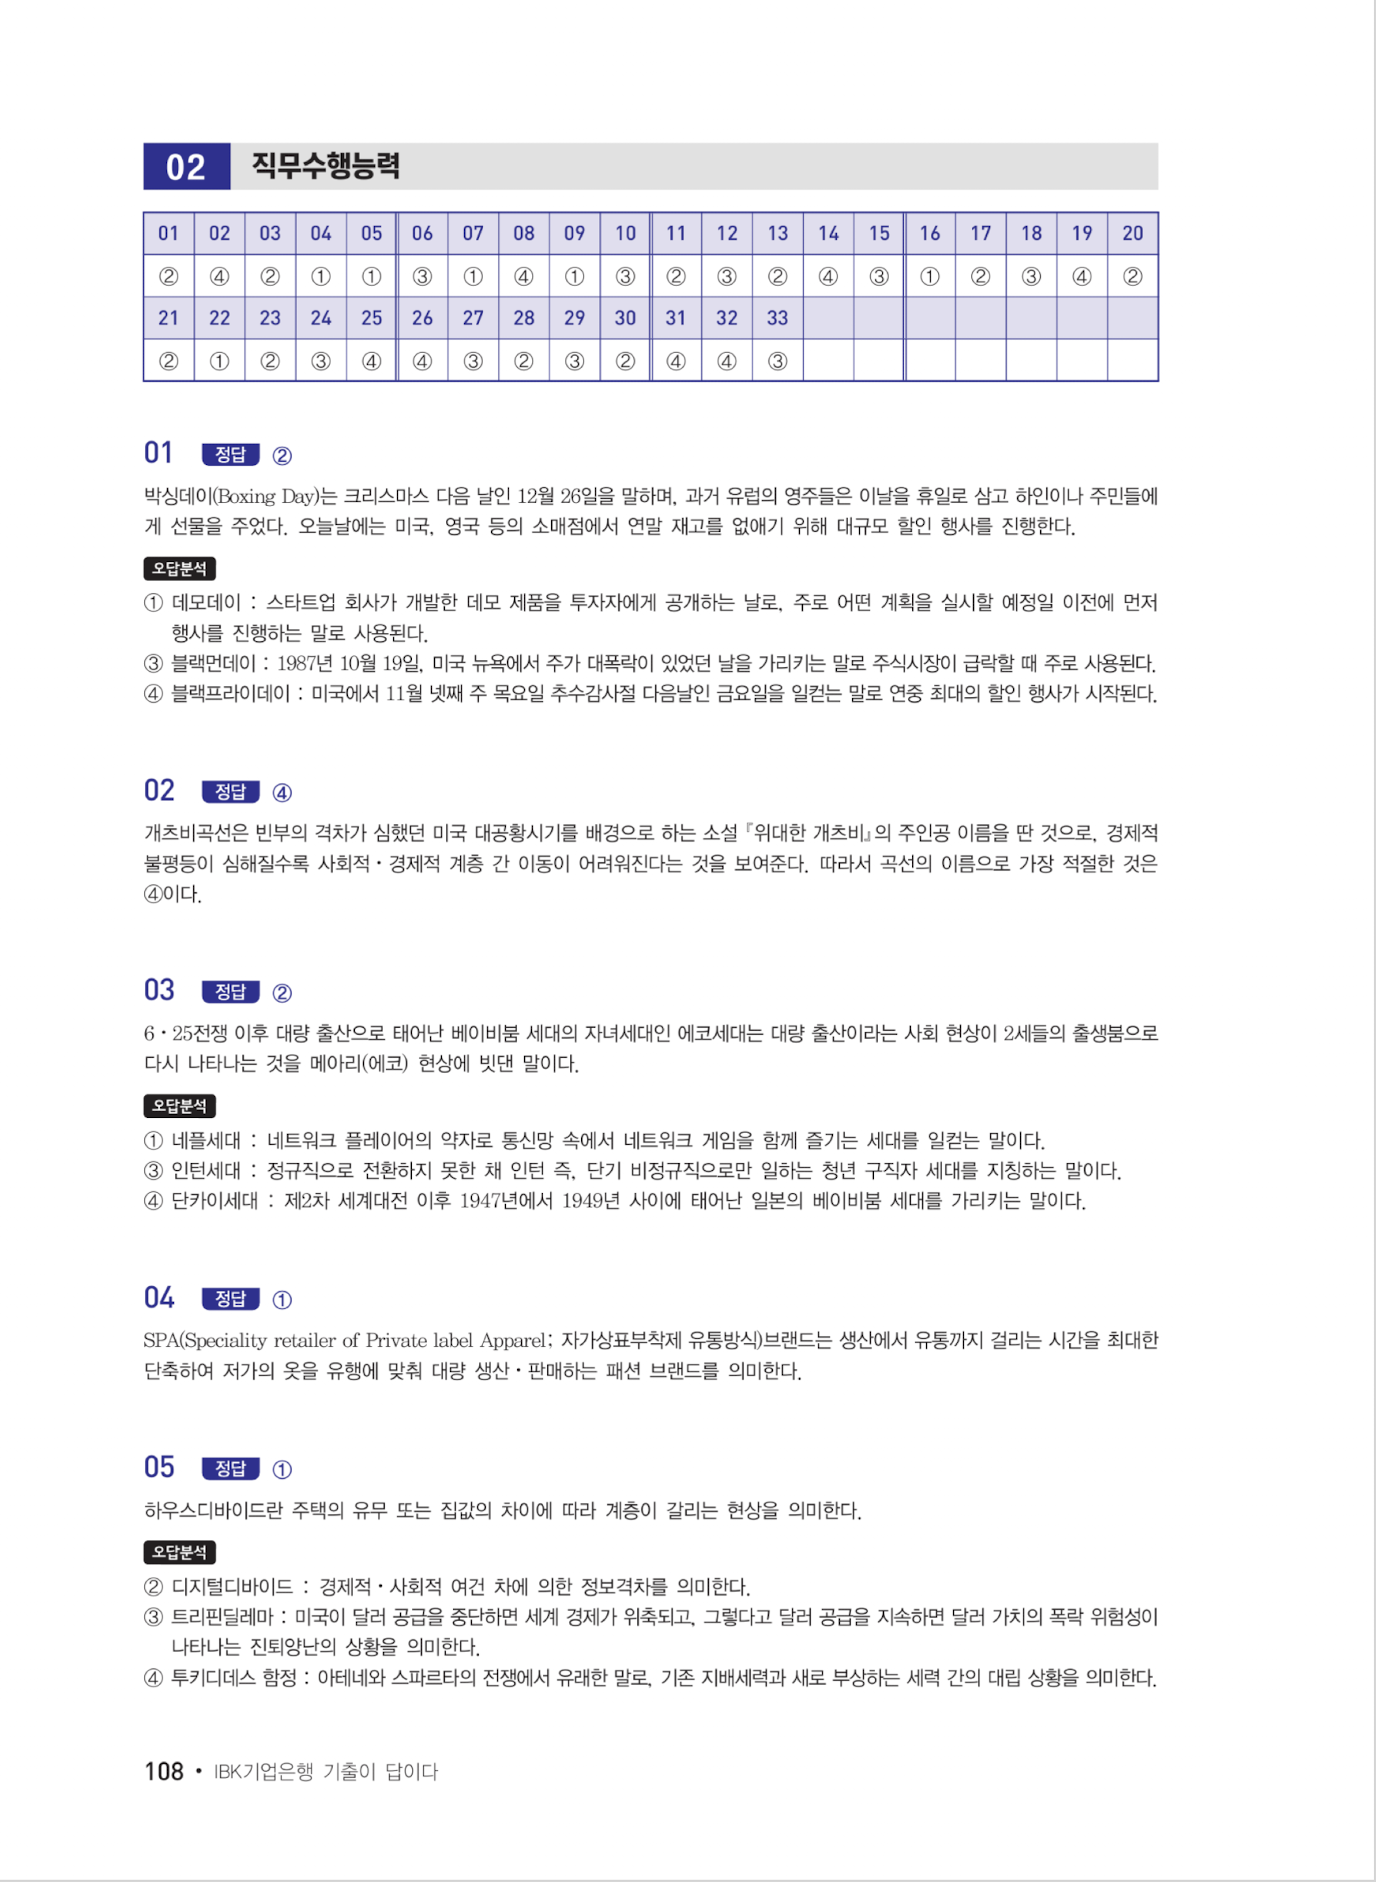 02 직무수행능력
01 02 03 04 05 06 07 08 09 10 11 12 13 14 15 16 17 18 19 20
② ④ ② ① ① ③ ① ④ ① ③ ② ③ ② ④ ③ ① ② ③ ④ ②
21 22 23 24 25 26 27 28 29 30 31 32 33
② ① ② ③ ④ ④ ③ ② ③ ② ④ ④ ③
01 정답 ②
박싱데이(Boxing Day)는 크리스마스 다음 날인 12월 26일을 말하며, 과거 유럽의 영주들은 이날을 휴일로 삼고 하인이나 주민들에
게 선물을 주었다. 오늘날에는 미국, 영국 등의 소매점에서 연말 재고를 없애기 위해 대규모 할인 행사를 진행한다.
오답분석
① 데모데이 : 스타트업 회사가 개발한 데모 제품을 투자자에게 공개하는 날로, 주로 어떤 계획을 실시할 예정일 이전에 먼저
행사를 진행하는 말로 사용된다.
③ 블랙먼데이 : 1987년 10월 19일, 미국 뉴욕에서 주가 대폭락이 있었던 날을 가리키는 말로 주식시장이 급락할 때 주로 사용된다.
④ 블랙프라이데이 : 미국에서 11월 넷째 주 목요일 추수감사절 다음날인 금요일을 일컫는 말로 연중 최대의 할인 행사가 시작된다.
02 정답 ④
개츠비곡선은 빈부의 격차가 심했던 미국 대공황시기를 배경으로 하는 소설 『위대한 개츠비』의 주인공 이름을 딴 것으로, 경제적
불평등이 심해질수록 사회적・경제적 계층 간 이동이 어려워진다는 것을 보여준다. 따라서 곡선의 이름으로 가장 적절한 것은
④이다.
03 정답 ②
6・25전쟁 이후 대량 출산으로 태어난 베이비붐 세대의 자녀세대인 에코세대는 대량 출산이라는 사회 현상이 2세들의 출생붐으로
다시 나타나는 것을 메아리(에코) 현상에 빗댄 말이다.
오답분석
① 네플세대 : 네트워크 플레이어의 약자로 통신망 속에서 네트워크 게임을 함께 즐기는 세대를 일컫는 말이다.
③ 인턴세대 : 정규직으로 전환하지 못한 채 인턴 즉, 단기 비정규직으로만 일하는 청년 구직자 세대를 지칭하는 말이다.
④ 단카이세대 : 제2차 세계대전 이후 1947년에서 1949년 사이에 태어난 일본의 베이비붐 세대를 가리키는 말이다.
04 정답 ①
SPA(Speciality retailer of Private label Apparel; 자가상표부착제 유통방식)브랜드는 생산에서 유통까지 걸리는 시간을 최대한
단축하여 저가의 옷을 유행에 맞춰 대량 생산・판매하는 패션 브랜드를 의미한다.
05 정답 ①
하우스디바이드란 주택의 유무 또는 집값의 차이에 따라 계층이 갈리는 현상을 의미한다.
오답분석
② 디지털디바이드 : 경제적・사회적 여건 차에 의한 정보격차를 의미한다.
③ 트리핀딜레마 : 미국이 달러 공급을 중단하면 세계 경제가 위축되고, 그렇다고 달러 공급을 지속하면 달러 가치의 폭락 위험성이
나타나는 진퇴양난의 상황을 의미한다.
④ 투키디데스 함정 : 아테네와 스파르타의 전쟁에서 유래한 말로, 기존 지배세력과 새로 부상하는 세력 간의 대립 상황을 의미한다.
108 • IBK기업은행 기출이 답이다